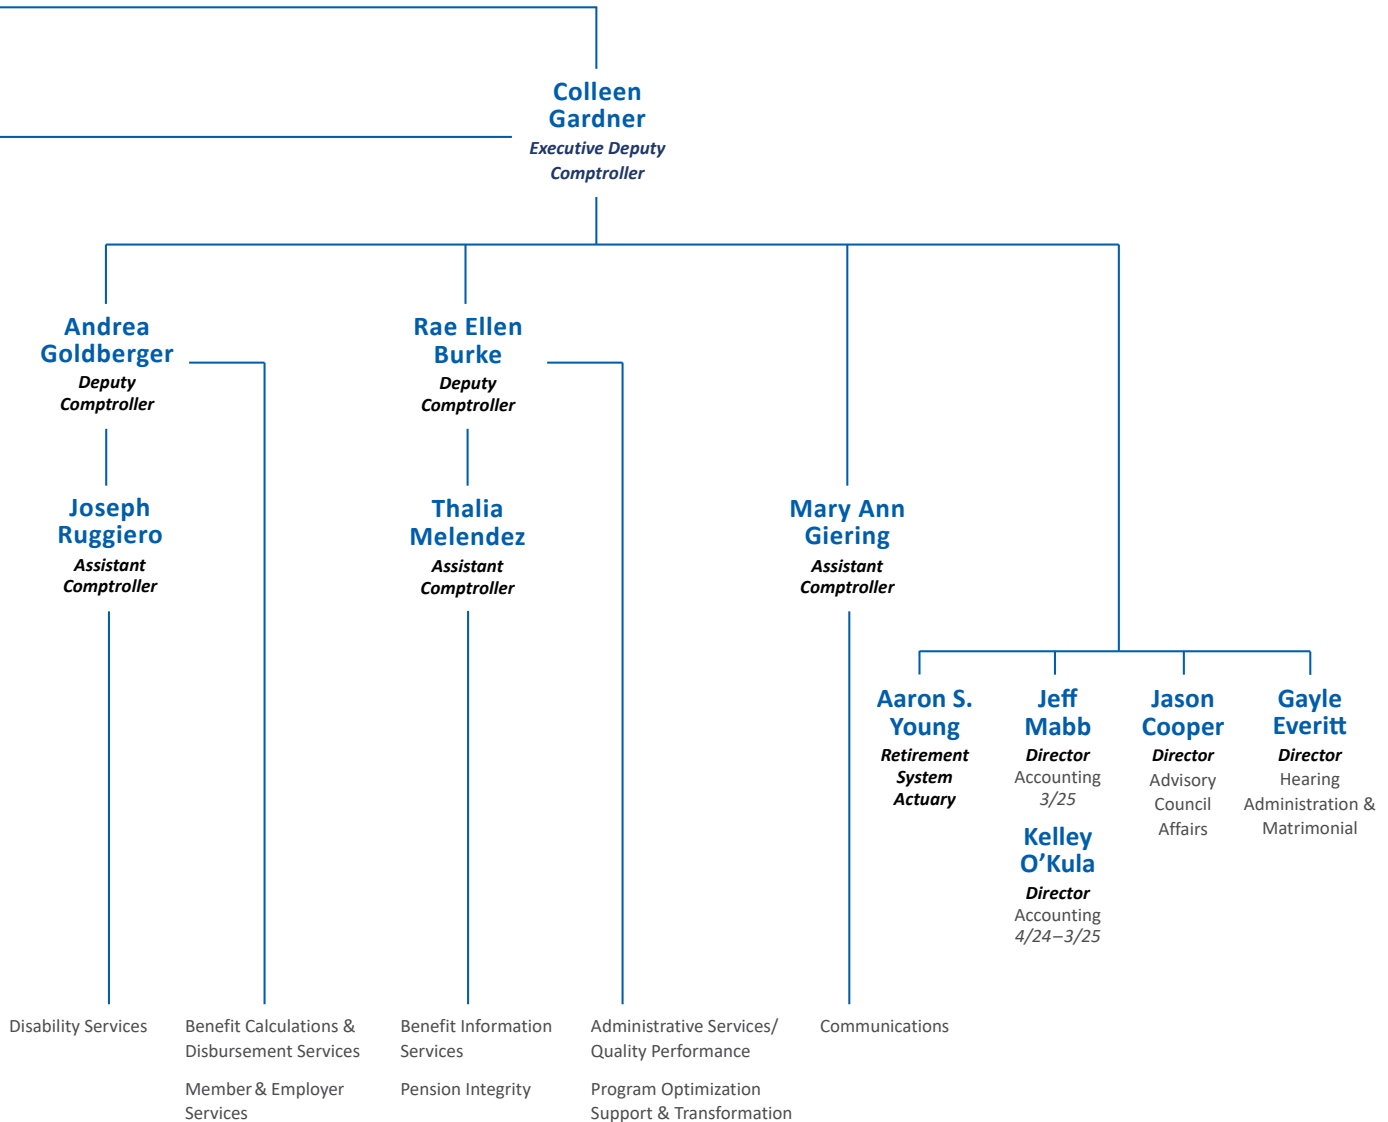 Colleen
Gardner
Executive Deputy
Comptroller
Andrea
Goldberger
Deputy
Comptroller
Rae Ellen
Burke
Deputy
Comptroller
Joseph
Ruggiero
Assistant
Comptroller
Thalia
Melendez
Assistant
Comptroller
Mary Ann
Giering
Assistant
Comptroller
Aaron S.
Young
Retirement
System
Actuary
Jeff
Mabb
Director
Accounting
3/25
Kelley
O’Kula
Director
Accounting
4/24–3/25
Jason
Cooper
Director
Advisory
Council
Affairs
Gayle
Everitt
Director
Hearing
Administration &
Matrimonial
Disability Services
Benefit Calculations &
Disbursement Services
Member & Employer
Services
Benefit Information
Services
Pension Integrity
Administrative Services/
Quality Performance
Program Optimization
Support & Transformation
Communications